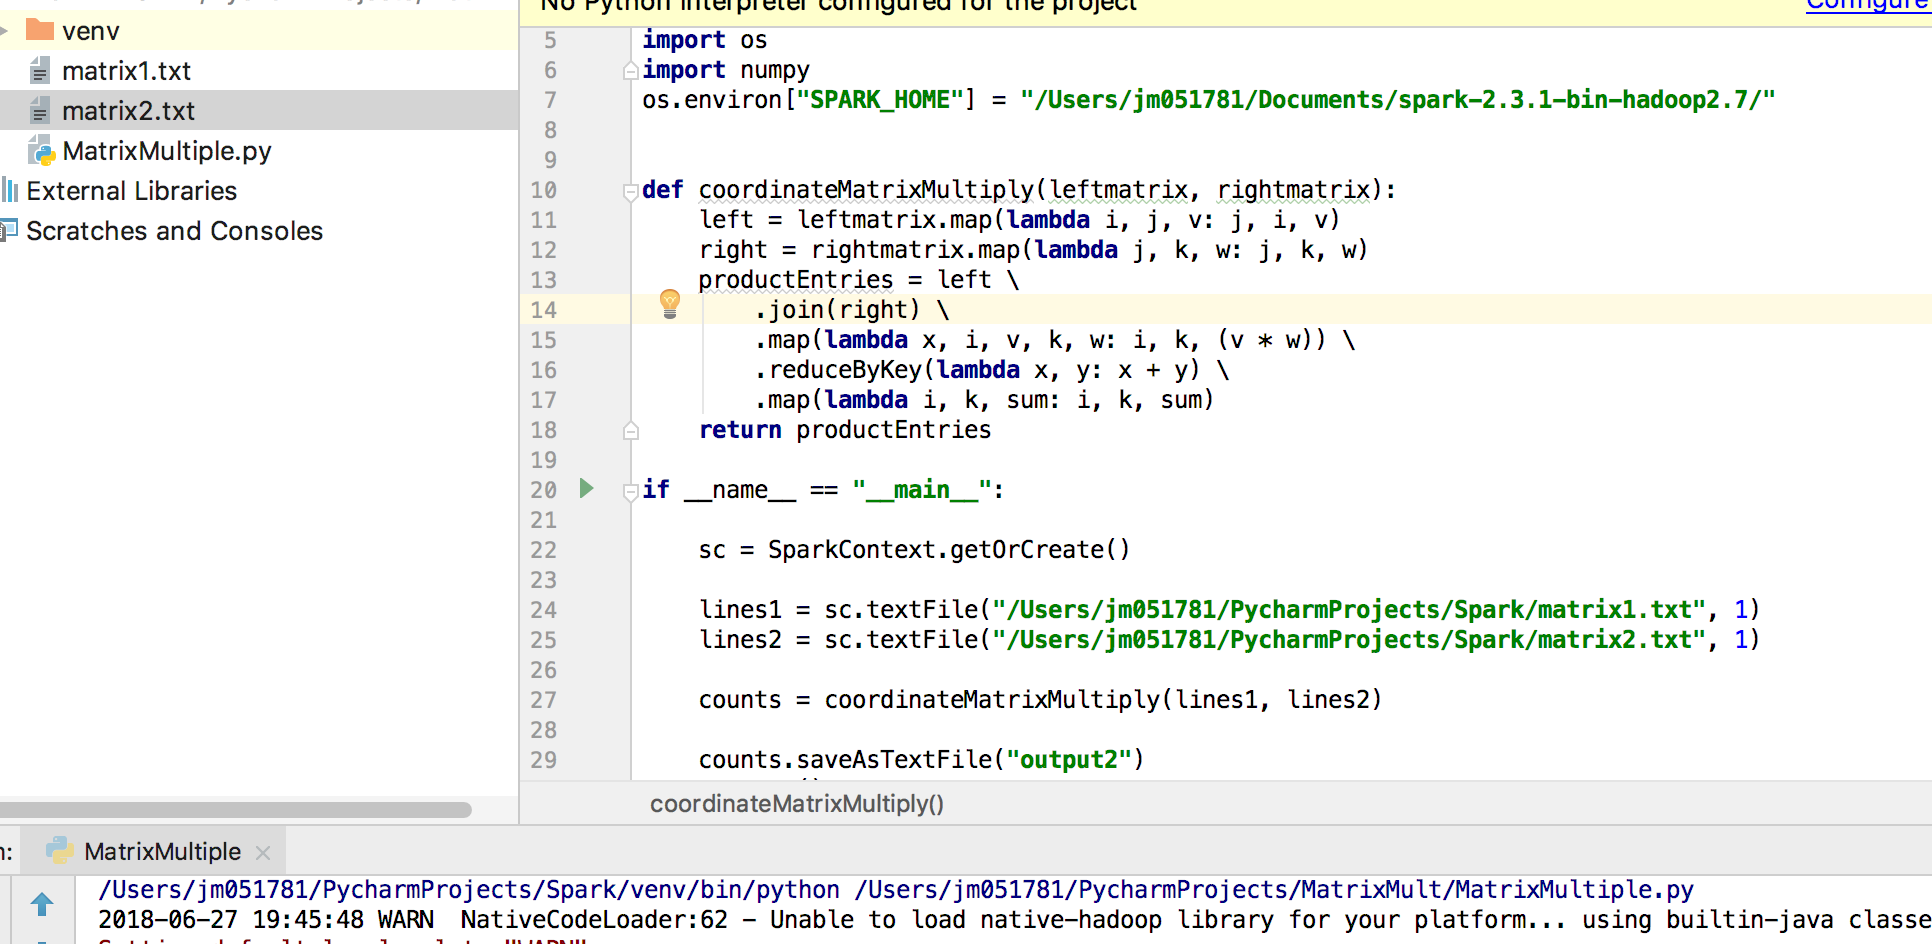 No Python interpreter configured for the project
Configure
venv
matrix1.txt
matrix2.txt
MatrixMultiple.py
External Libraries
Scratches and Consoles
5 import os
6 import numpy
7 os.environ["SPARK_HOME"] = "/Users/jm051781/Documents/spark-2.3.1-bin-hadoop2.7/"
8
9
10 def coordinateMatrixMultiply(leftmatrix, rightmatrix):
11 left = leftmatrix.map(lambda i, j, v: j, i, v)
12 right = rightmatrix.map(lambda j, k, w: j, k, w)
13 productEntries = left \
14 .join(right) \
15 .map(lambda x, i, v, k, w: i, k, (v * w)) \
16 .reduceByKey(lambda x, y: x + y) \
17 .map(lambda i, k, sum: i, k, sum)
18 return productEntries
19
20 if __name__ == "__main__":
21
22 sc = SparkContext.getOrCreate()
23
24 lines1 = sc.textFile("/Users/jm051781/PycharmProjects/Spark/matrix1.txt", 1)
25 lines2 = sc.textFile("/Users/jm051781/PycharmProjects/Spark/matrix2.txt", 1)
26
27 counts = coordinateMatrixMultiply(lines1, lines2)
28
29 counts.saveAsTextFile("output2")
coordinateMatrixMultiply()
MatrixMultiple
/Users/jm051781/PycharmProjects/Spark/venv/bin/python /Users/jm051781/PycharmProjects/MatrixMult/MatrixMultiple.py
2018-06-27 19:45:48 WARN NativeCodeLoader:62 - Unable to load native-hadoop library for your platform... using builtin-java classe